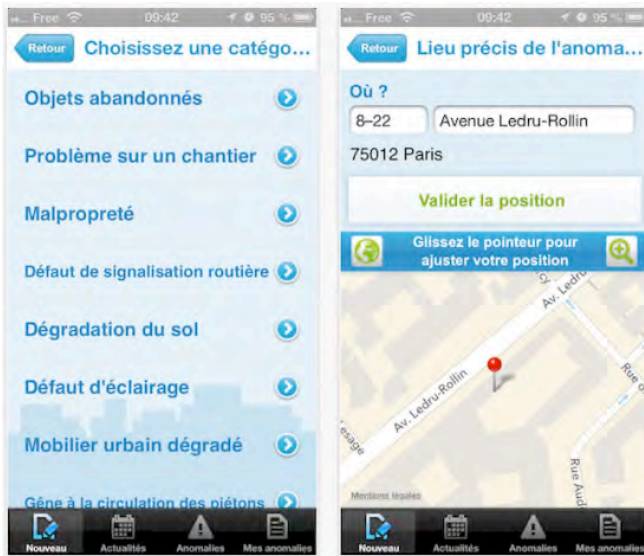 Free 09:42 95 %
Retour Choisissez une catégo...
Objets abandonnés
Problème sur un chantier
Malpropreté
Défaut de signalisation routière
Dégradation du sol
Défaut d'éclairage
Mobilier urbain dégradé
Gêne à la circulation des piétons
Nouveau Actualités Anomalies Mes anomalies
Free 09:42 95 %
Retour Lieu précis de l'anoma...
Où ?
8–22 Avenue Ledru-Rollin
75012 Paris
Valider la position
Glissez le pointeur pour
ajuster votre position
Av. Ledru
Av. Ledru-Rollin
Rue
esage
Rue Aud
Mentions légales
Nouveau Actualités Anomalies Mes anomalies